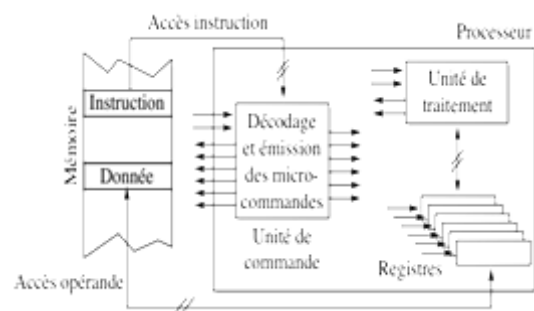 Accès instruction
Processeur
Mémoire
Instruction
Donnée
Décodage
et émission
des micro-
commandes
Unité de
commande
Unité de
traitement
Registres
Accès opérande